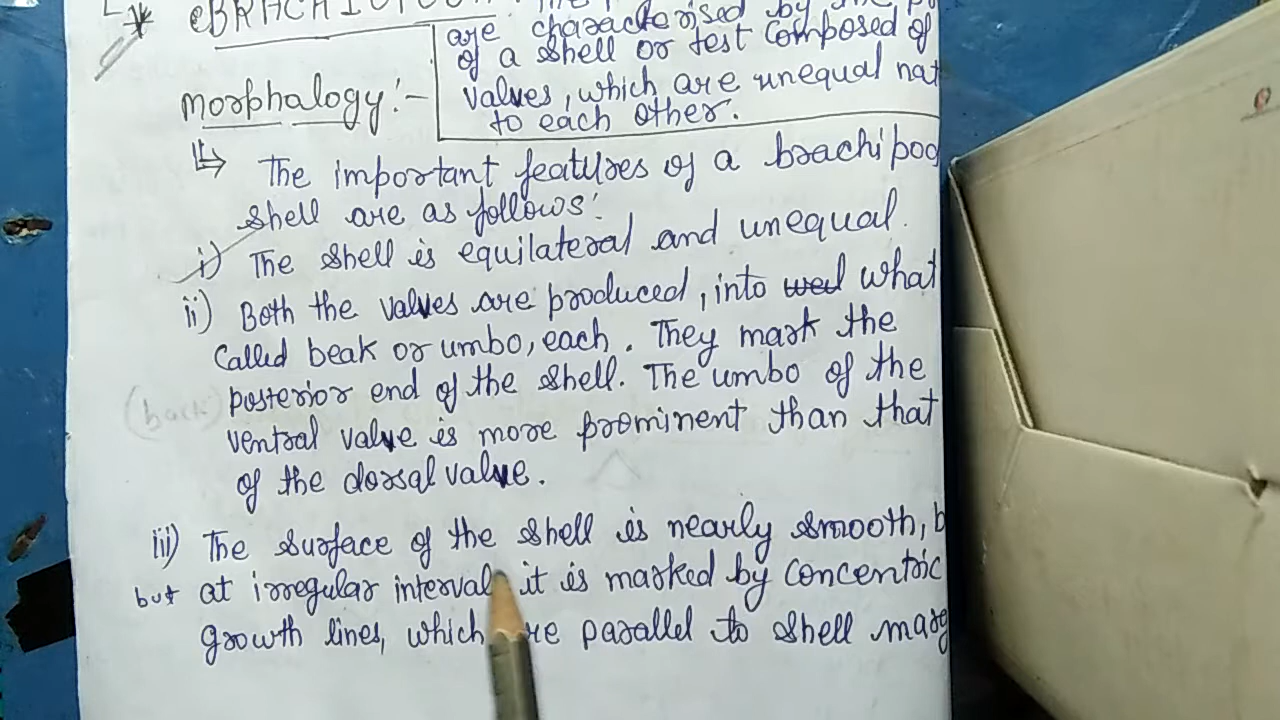 are characterised by the
of a shell or test composed of
valves, which are unequal nat
to each other.
morphalogy:-
The important features of a brachipod
shell are as follows:
i) The shell is equilateral and unequal.
ii) Both the valves are produced, into wed what
called beak or umbo, each. They mark the
(back) posterior end of the shell. The umbo of the
ventral valve is more prominent than that
of the dorsal valve.
iii) The surface of the shell is nearly smooth, b
but at irregular interval it is marked by concentric
growth lines, which are parallel to shell marg